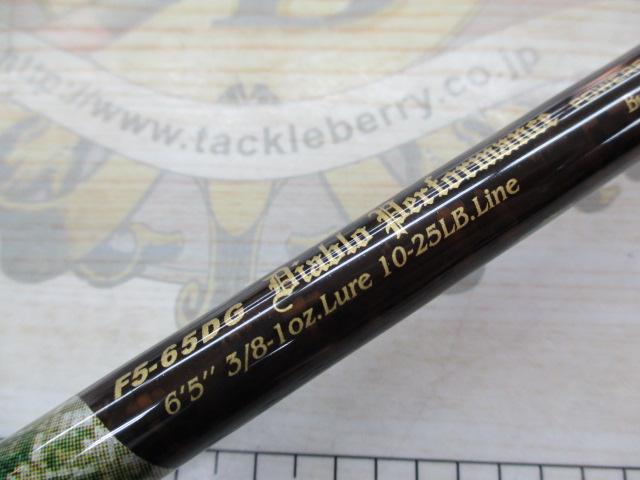 http://www.tackleberry.co.jp
F5-65DG Diablo Performance
6'5" 3/8-1oz.Lure 10-25LB.Line